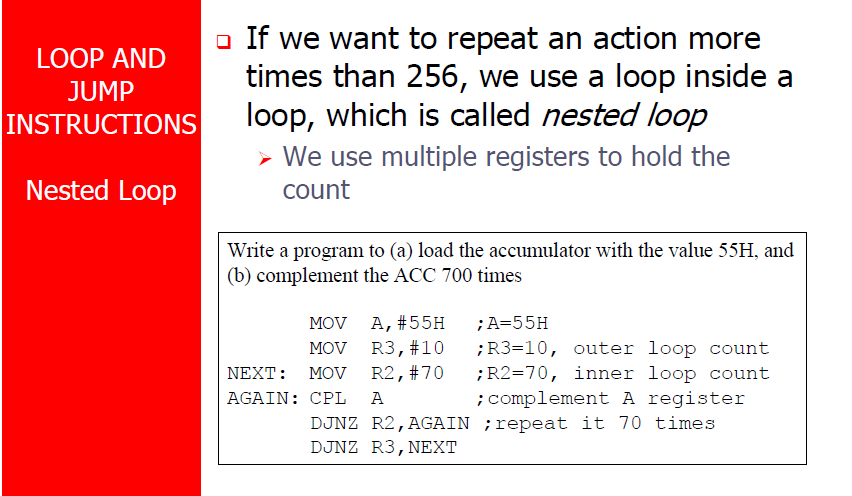 LOOP AND
JUMP
INSTRUCTIONS
Nested Loop
If we want to repeat an action more
times than 256, we use a loop inside a
loop, which is called nested loop
We use multiple registers to hold the
count
Write a program to (a) load the accumulator with the value 55H, and
(b) complement the ACC 700 times
MOV A,#55H ;A=55H
MOV R3,#10 ;R3=10, outer loop count
NEXT: MOV R2,#70 ;R2=70, inner loop count
AGAIN: CPL A ;complement A register
DJNZ R2,AGAIN ;repeat it 70 times
DJNZ R3,NEXT